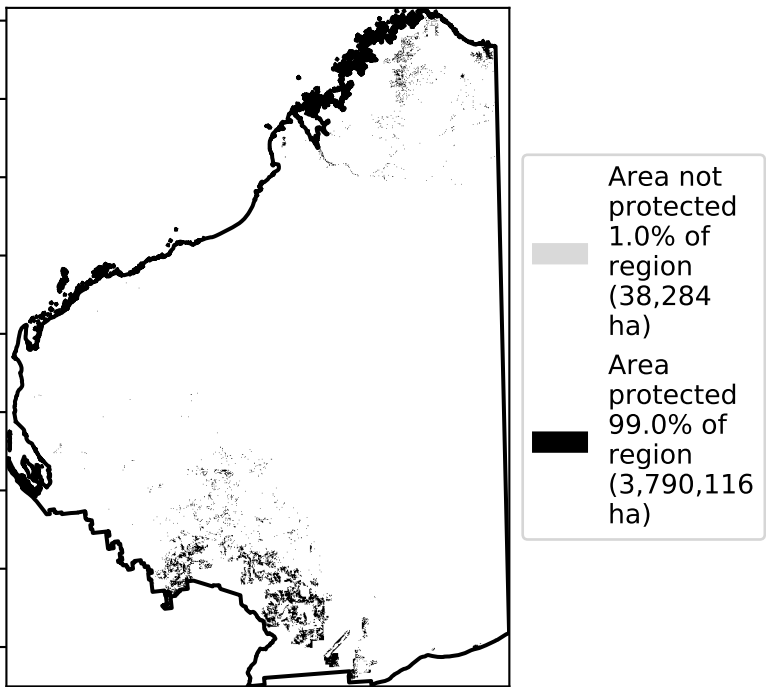 Area not
protected
1.0% of
region
(38,284
ha)
Area
protected
99.0% of
region
(3,790,116
ha)